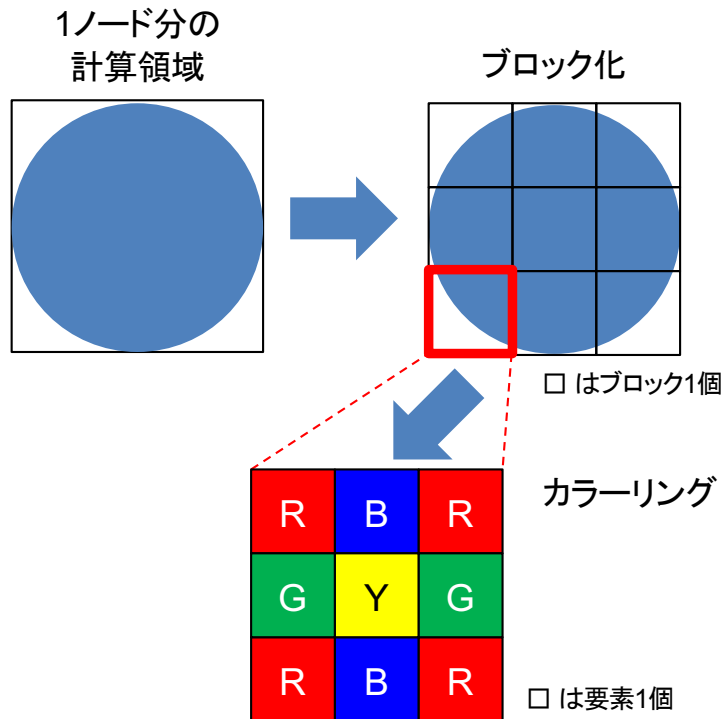 1ノード分の
計算領域
ブロック化
□ はブロック1個
カラーリング
R B R
G Y G
R B R
□ は要素1個